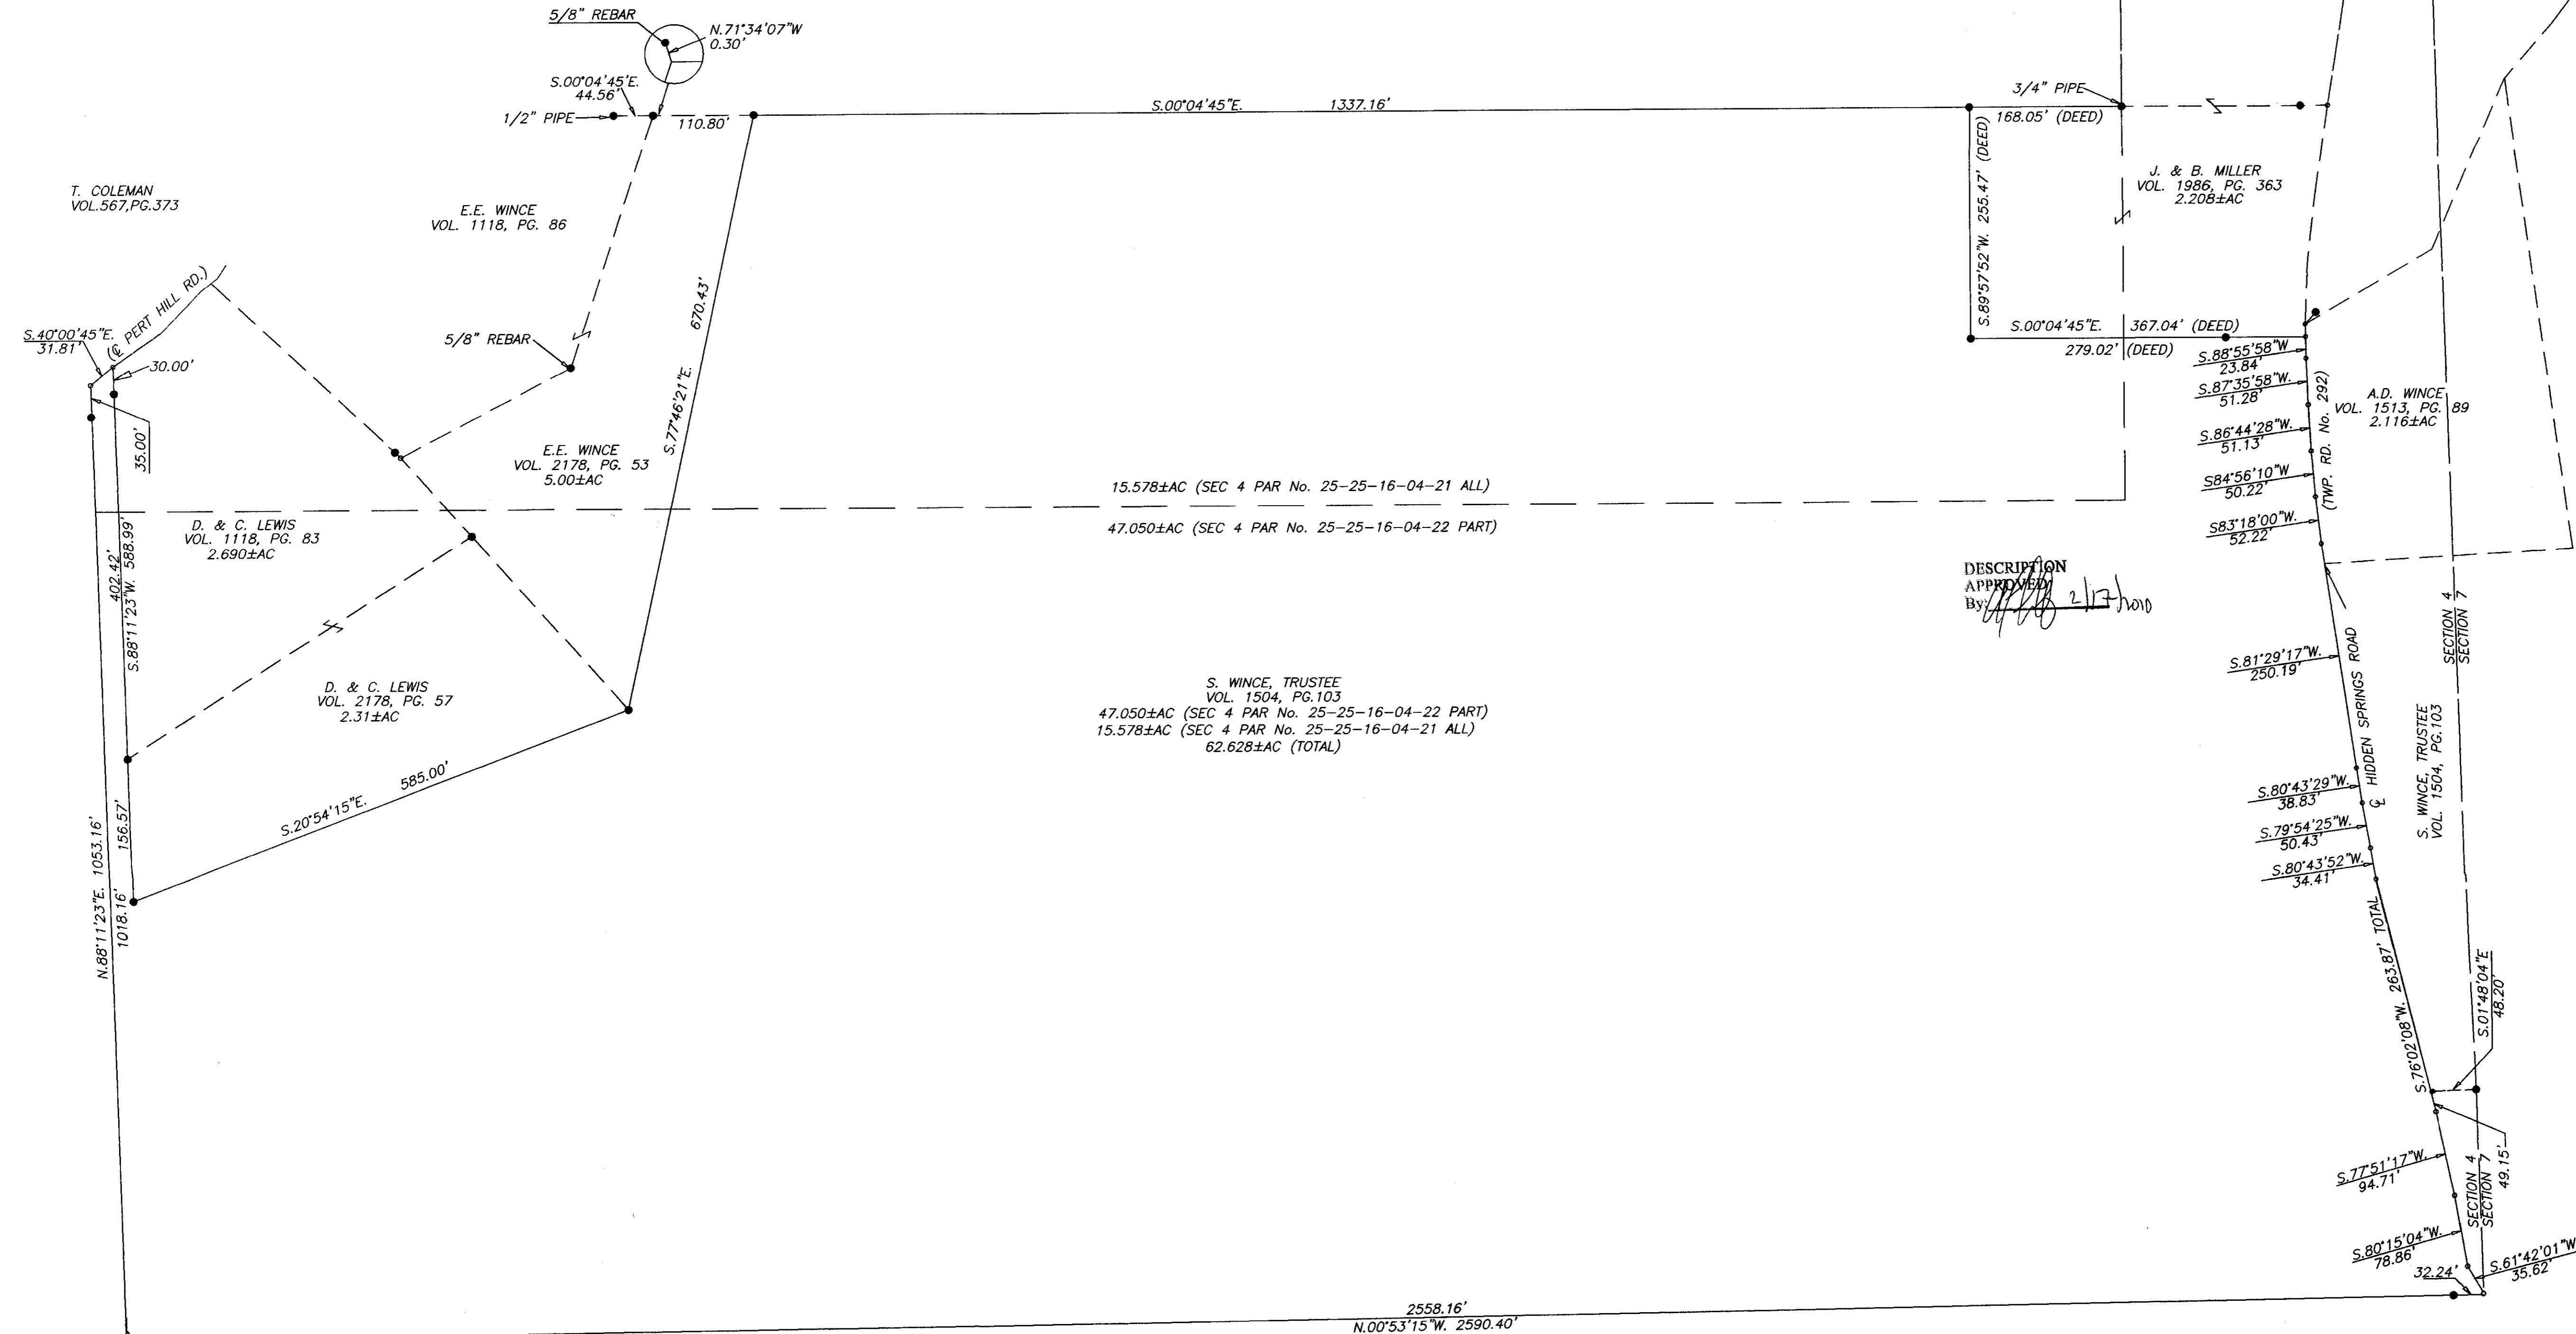 5/8" REBAR
N.71°34'07"W
0.30'
S.00°04'45'E.
44.56'
1/2" PIPE
110.80'
S.00°04'45"E. 1337.16'
3/4" PIPE
168.05' (DEED)
S.89°57'52"W. 255.47' (DEED)
J. & B. MILLER
VOL. 1986, PG. 363
2.208±AC
T. COLEMAN
VOL.567,PG.373
E.E. WINCE
VOL. 1118, PG. 86
(℄ PERT HILL RD.)
S.40°00'45"E.
31.81'
30.00'
35.00'
5/8" REBAR
S.77°46'21"E. 670.43'
S.00°04'45"E. 367.04' (DEED)
279.02' (DEED)
S.88°55'58"W
23.84'
S.87°35'58"W.
51.28'
S.86°44'28"W.
51.13'
S84°56'10"W
50.22'
S83°18'00"W.
52.22'
(TWP. RD. No. 292)
A.D. WINCE
VOL. 1513, PG. 89
2.116±AC
E.E. WINCE
VOL. 2178, PG. 53
5.00±AC
15.578±AC (SEC 4 PAR No. 25-25-16-04-21 ALL)
47.050±AC (SEC 4 PAR No. 25-25-16-04-22 PART)
D. & C. LEWIS
VOL. 1118, PG. 83
2.690±AC
402.42'
S.88°11'23"W. 588.99'
DESCRIPTION
APPROVED
By: 2/17/2010
SECTION 4
SECTION 7
S.81°29'17"W.
250.19'
℄ HIDDEN SPRINGS ROAD
D. & C. LEWIS
VOL. 2178, PG. 57
2.31±AC
S. WINCE, TRUSTEE
VOL. 1504, PG.103
47.050±AC (SEC 4 PAR No. 25-25-16-04-22 PART)
15.578±AC (SEC 4 PAR No. 25-25-16-04-21 ALL)
62.628±AC (TOTAL)
S. WINCE, TRUSTEE
VOL. 1504, PG.103
S.20°54'15"E. 585.00'
156.57'
N.88°11'23"E. 1053.16'
1018.16'
S.80°43'29"W.
38.83'
S.79°54'25"W.
50.43'
S.80°43'52"W.
34.41'
S.76°02'08"W. 263.87' TOTAL
S.01°48'04"E
48.20'
49.15'
S.77°51'17"W.
94.71'
SECTION 4
SECTION 7
S.80°15'04"W.
78.86'
S.61°42'01"W
35.62'
32.24'
2558.16'
N.00°53'15"W. 2590.40'